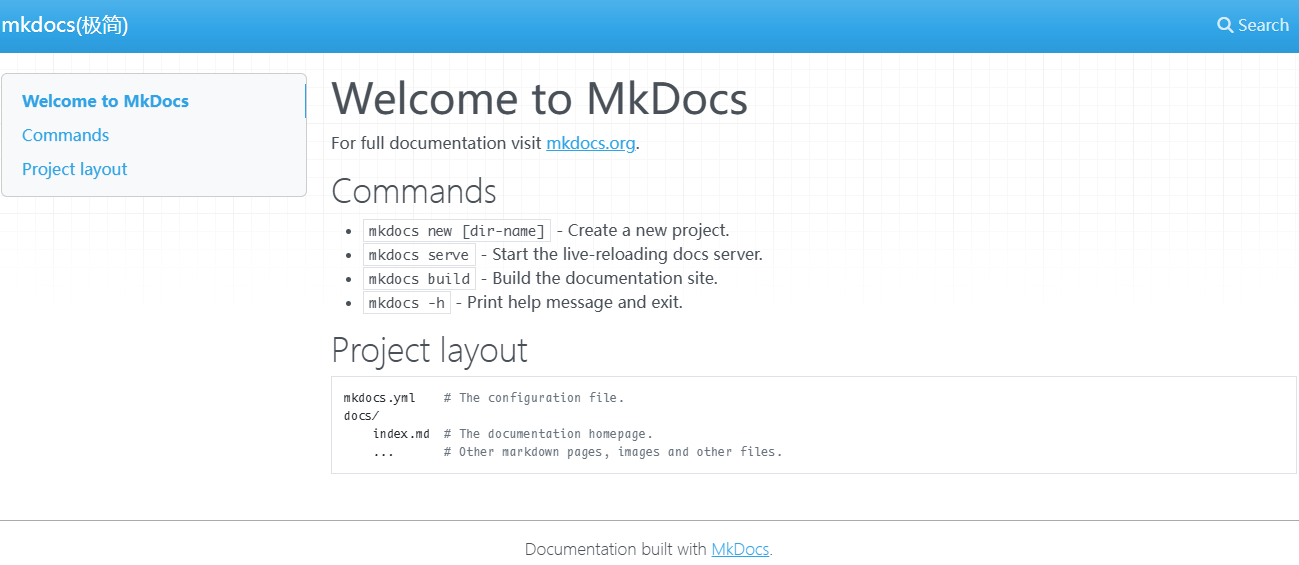 mkdocs(极简)
Search
Welcome to MkDocs
Commands
Project layout
Welcome to MkDocs
For full documentation visit mkdocs.org.
Commands
mkdocs new [dir-name] - Create a new project.
mkdocs serve - Start the live-reloading docs server.
mkdocs build - Build the documentation site.
mkdocs -h - Print help message and exit.
Project layout
mkdocs.yml    # The configuration file.
docs/
    index.md  # The documentation homepage.
    ...       # Other markdown pages, images and other files.
Documentation built with MkDocs.